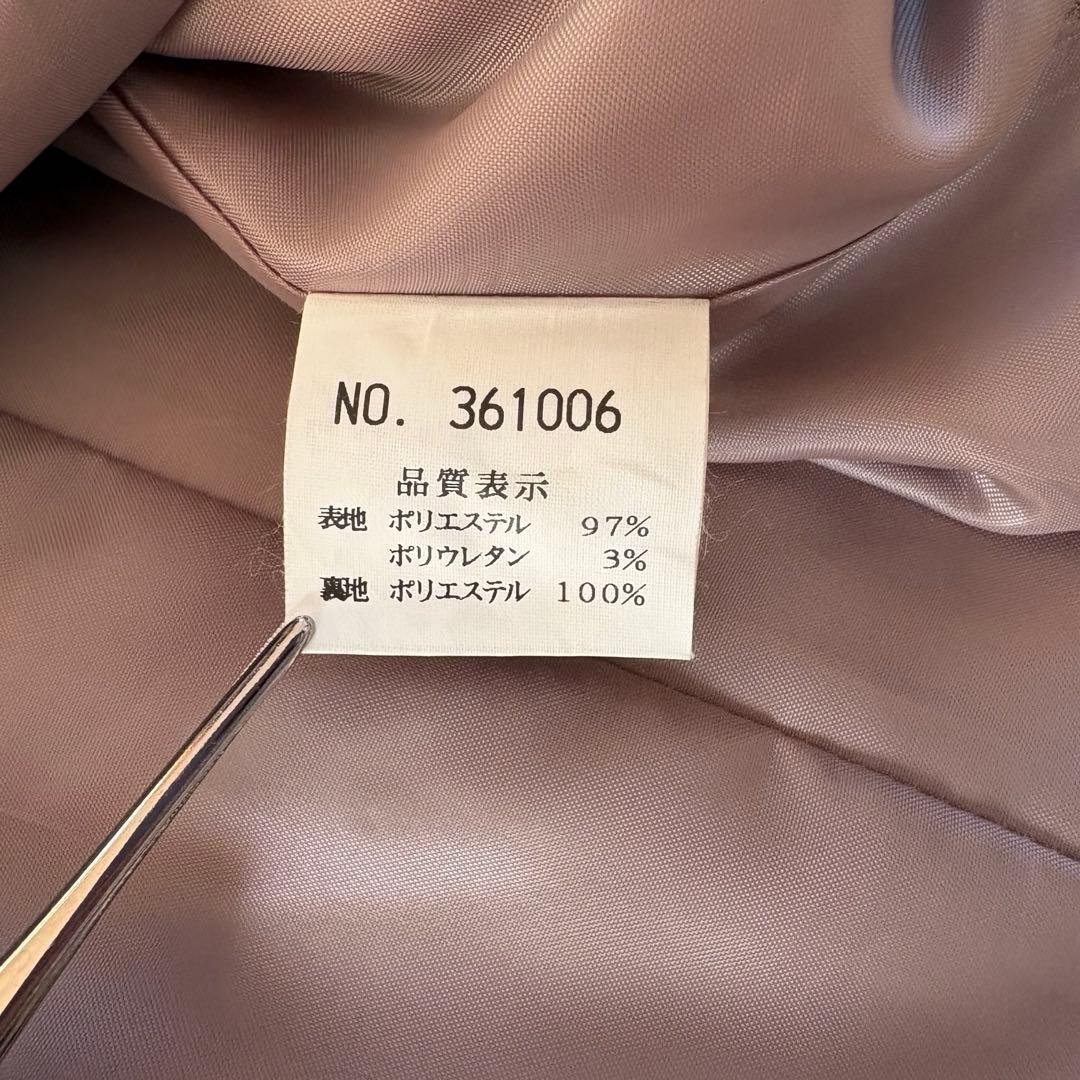 NO. 361006
品質表示
表地 ポリエステル 97%
ポリウレタン 3%
裏地 ポリエステル 100%